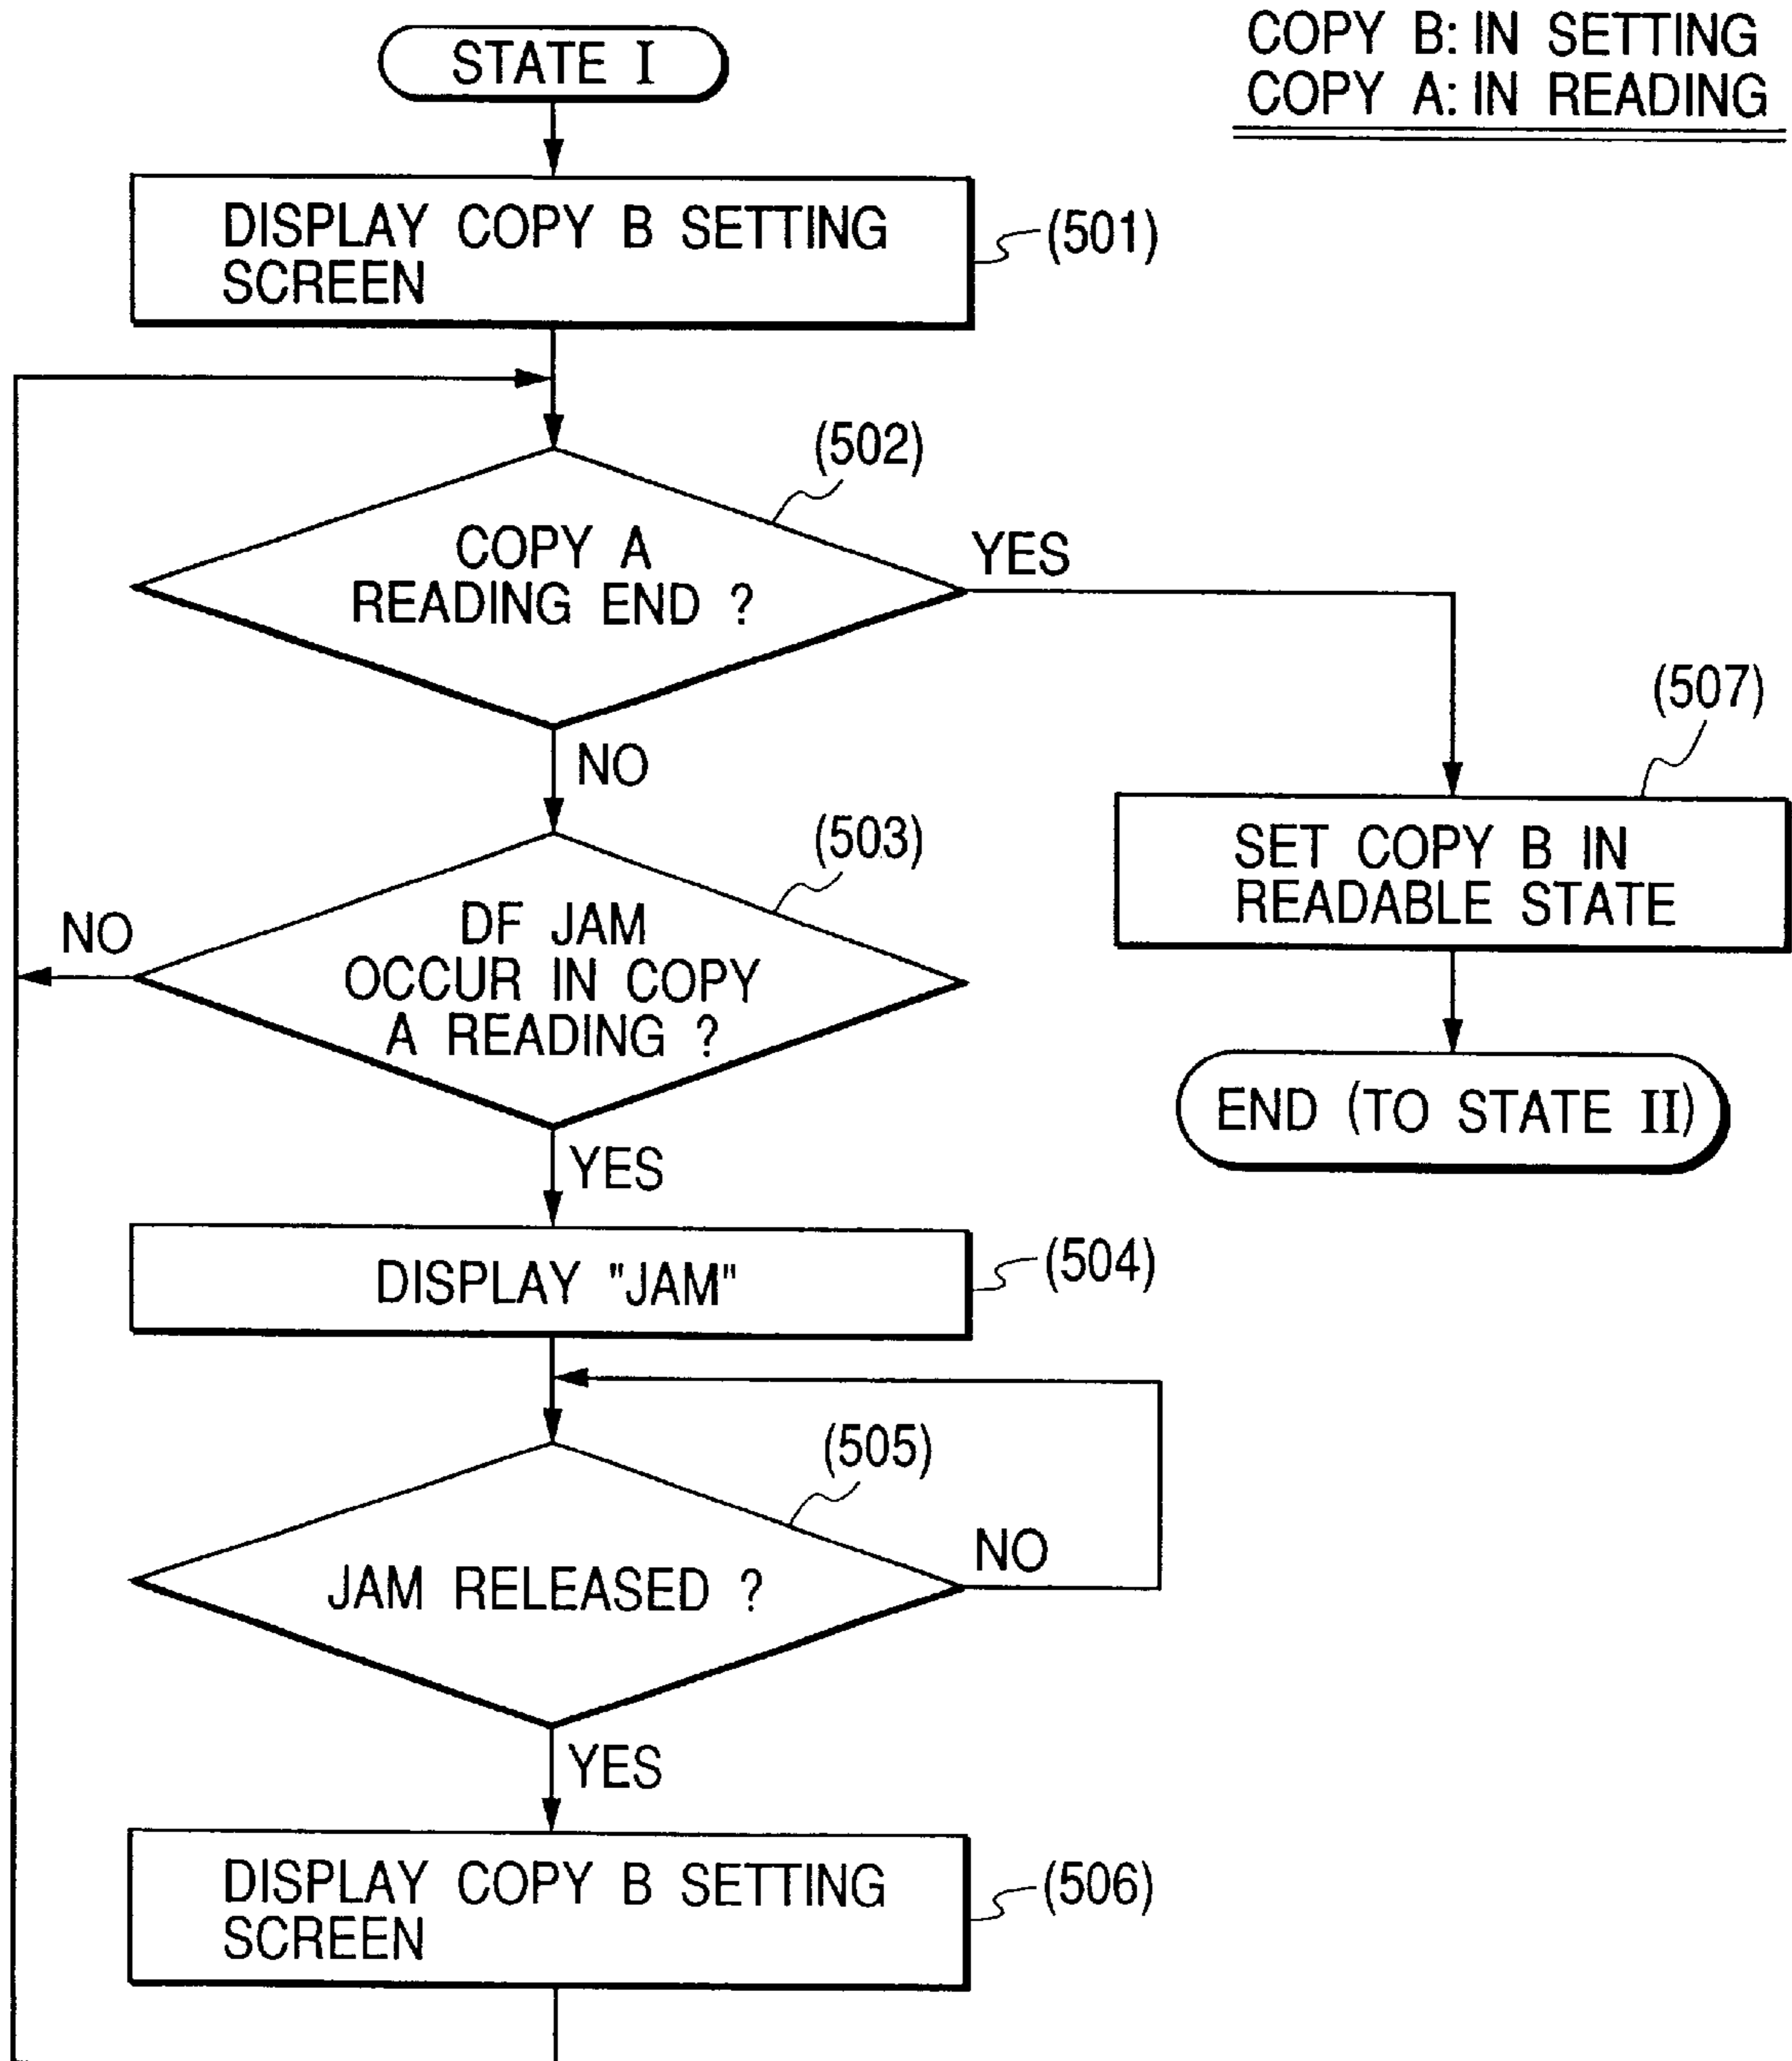 COPY B: IN SETTING
COPY A: IN READING
STATE I
DISPLAY COPY B SETTING
SCREEN
(501)
(502)
COPY A
READING END ?
YES
NO
(507)
SET COPY B IN
READABLE STATE
(503)
DF JAM
OCCUR IN COPY
A READING ?
NO
END (TO STATE II)
YES
DISPLAY "JAM"
(504)
(505)
JAM RELEASED ?
NO
YES
DISPLAY COPY B SETTING
SCREEN
(506)